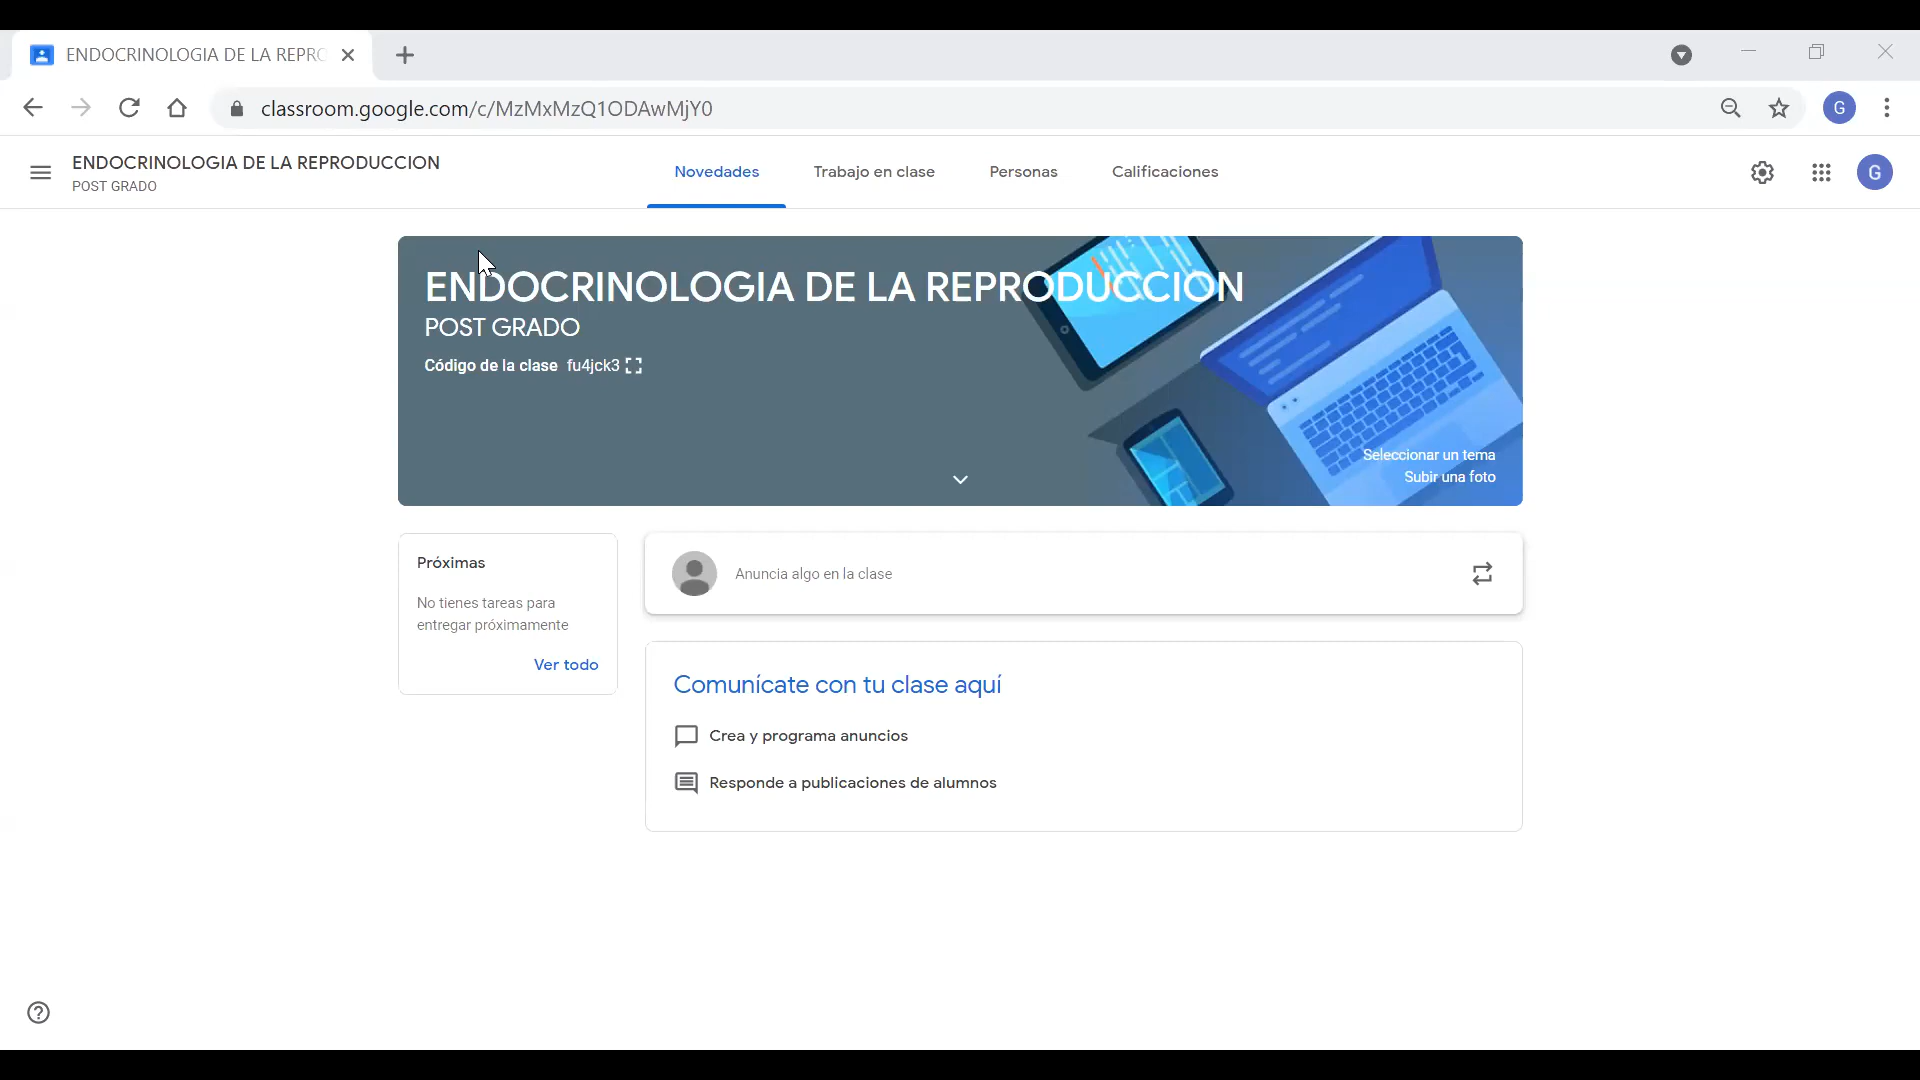 ENDOCRINOLOGIA DE LA REPRO
classroom.google.com/c/MzMxMzQ1ODAwMjY0
G
ENDOCRINOLOGIA DE LA REPRODUCCION
POST GRADO
Novedades
Trabajo en clase
Personas
Calificaciones
G
ENDOCRINOLOGIA DE LA REPRODUCCION
POST GRADO
Código de la clase fu4jck3
Seleccionar un tema
Subir una foto
Próximas
No tienes tareas para
entregar próximamente
Ver todo
Anuncia algo en la clase
Comunícate con tu clase aquí
Crea y programa anuncios
Responde a publicaciones de alumnos